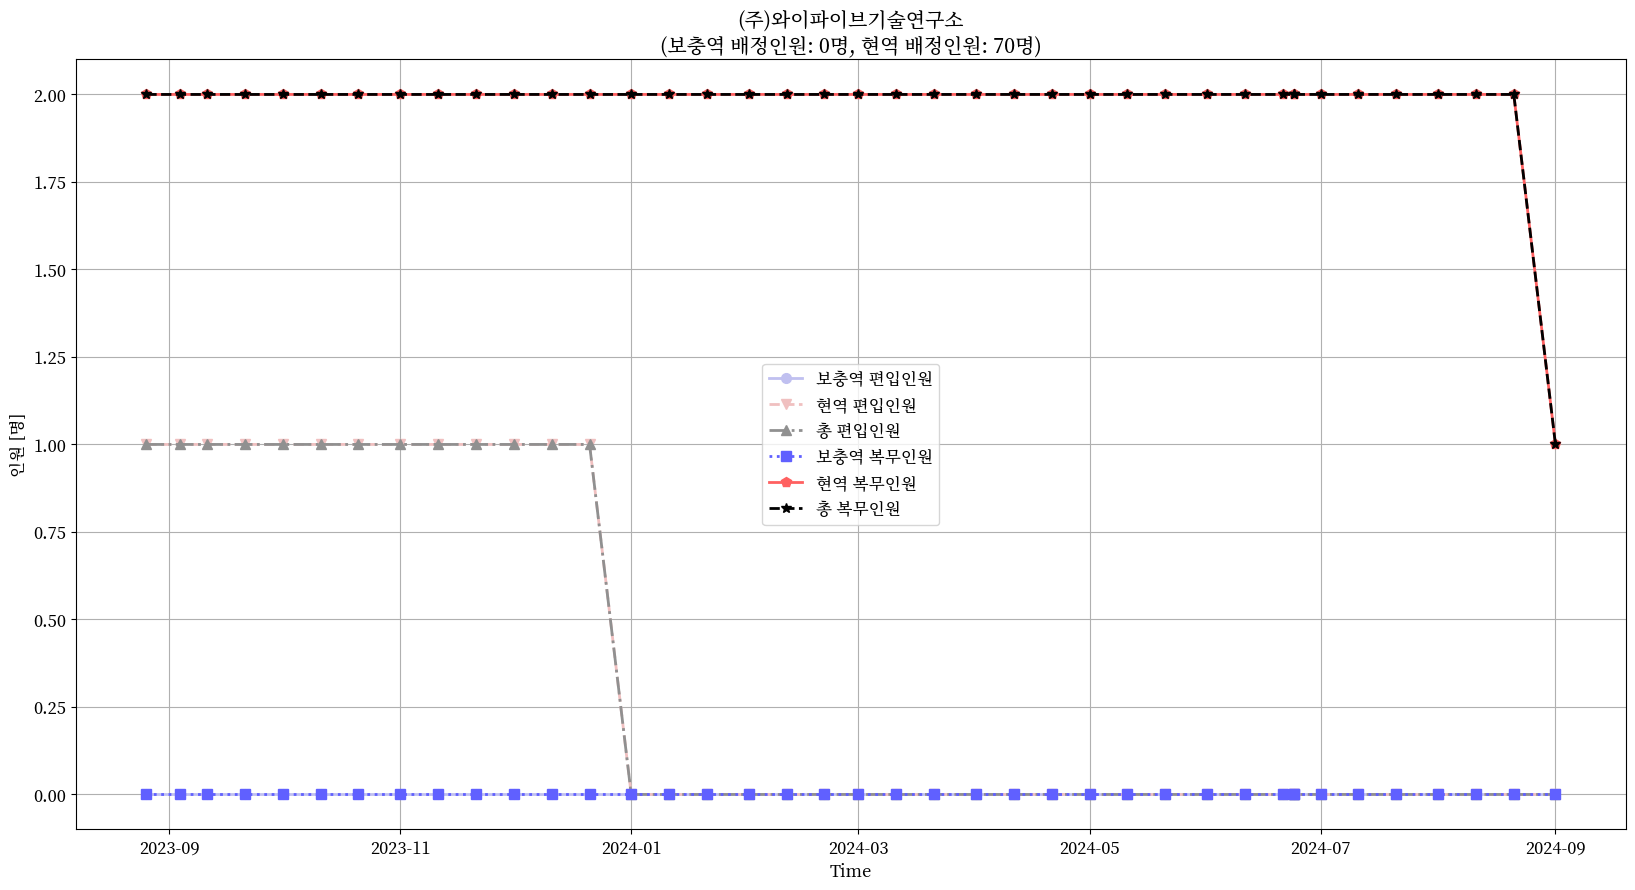 (주)와이파이브기술연구소
(보충역 배정인원: 0명, 현역 배정인원: 70명)
인원 [명]
2.00
1.75
1.50
1.25
1.00
0.75
0.50
0.25
0.00
보충역 편입인원
현역 편입인원
총 편입인원
보충역 복무인원
현역 복무인원
총 복무인원
2023-09
2023-11
2024-01
2024-03
2024-05
2024-07
2024-09
Time